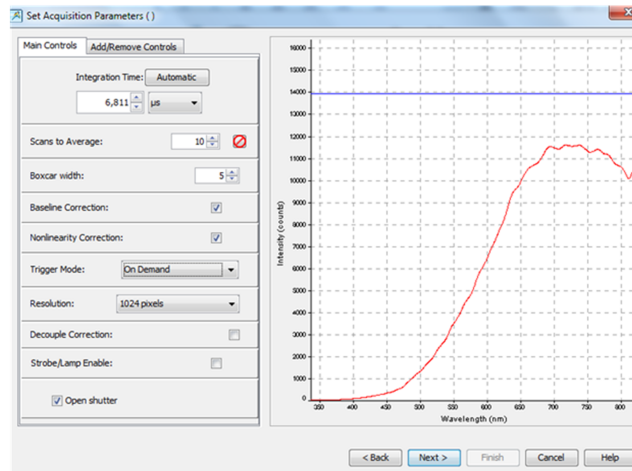 Set Acquisition Parameters ( )
Main Controls
Add/Remove Controls
Integration Time: Automatic
6,811 µs
Scans to Average: 10
Boxcar width: 5
Baseline Correction:
Nonlinearity Correction:
Trigger Mode: On Demand
Resolution: 1024 pixels
Decouple Correction:
Strobe/Lamp Enable:
Open shutter
Intensity (counts)
16000
15000
14000
13000
12000
11000
10000
9000
8000
7000
6000
5000
4000
3000
2000
1000
0
350 400 450 500 550 600 650 700 750 800
Wavelength (nm)
< Back Next > Finish Cancel Help